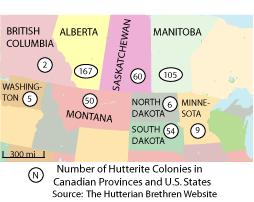 BRITISH
COLUMBIA
ALBERTA
SASKATCHEWAN
MANITOBA
2
167
60
105
WASHING-
TON
5
50
MONTANA
NORTH
DAKOTA
6
MINNE-
SOTA
SOUTH
DAKOTA
54
9
300 mi
N
Number of Hutterite Colonies in
Canadian Provinces and U.S. States
Source: The Hutterian Brethren Website